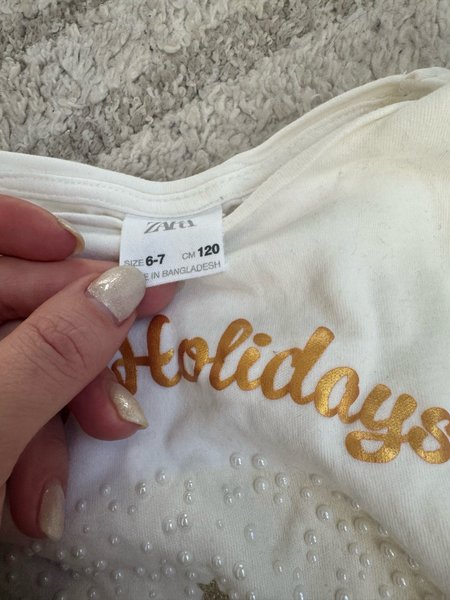 ZARA
SIZE 6-7 CM 120
E IN BANGLADESH
Holidays